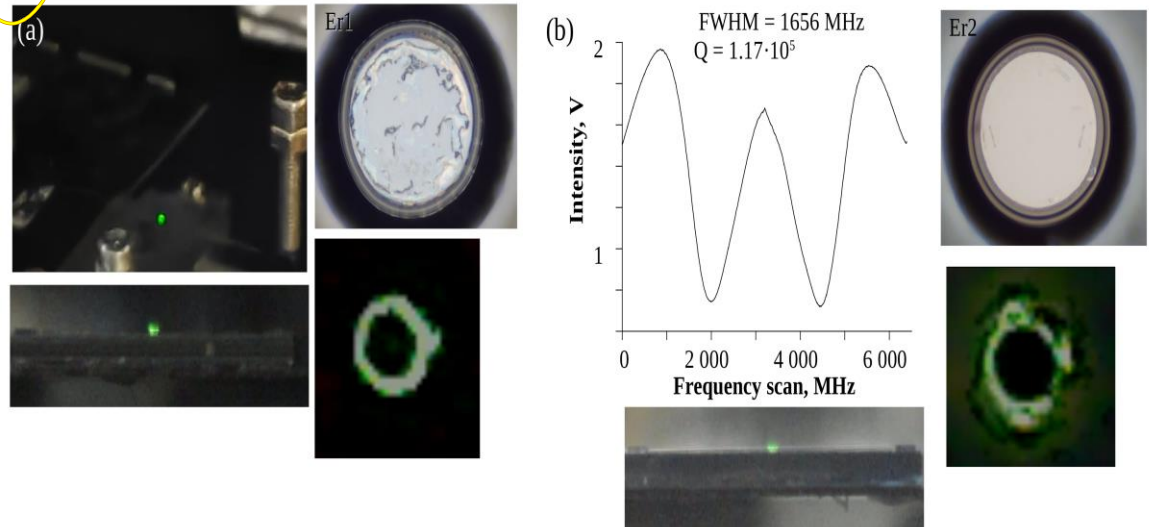 (a)
Er1
(b)
FWHM = 1656 MHz
Q = 1.17·10⁵
Er2
2
1
Intensity, V
0
2 000
4 000
6 000
Frequency scan, MHz